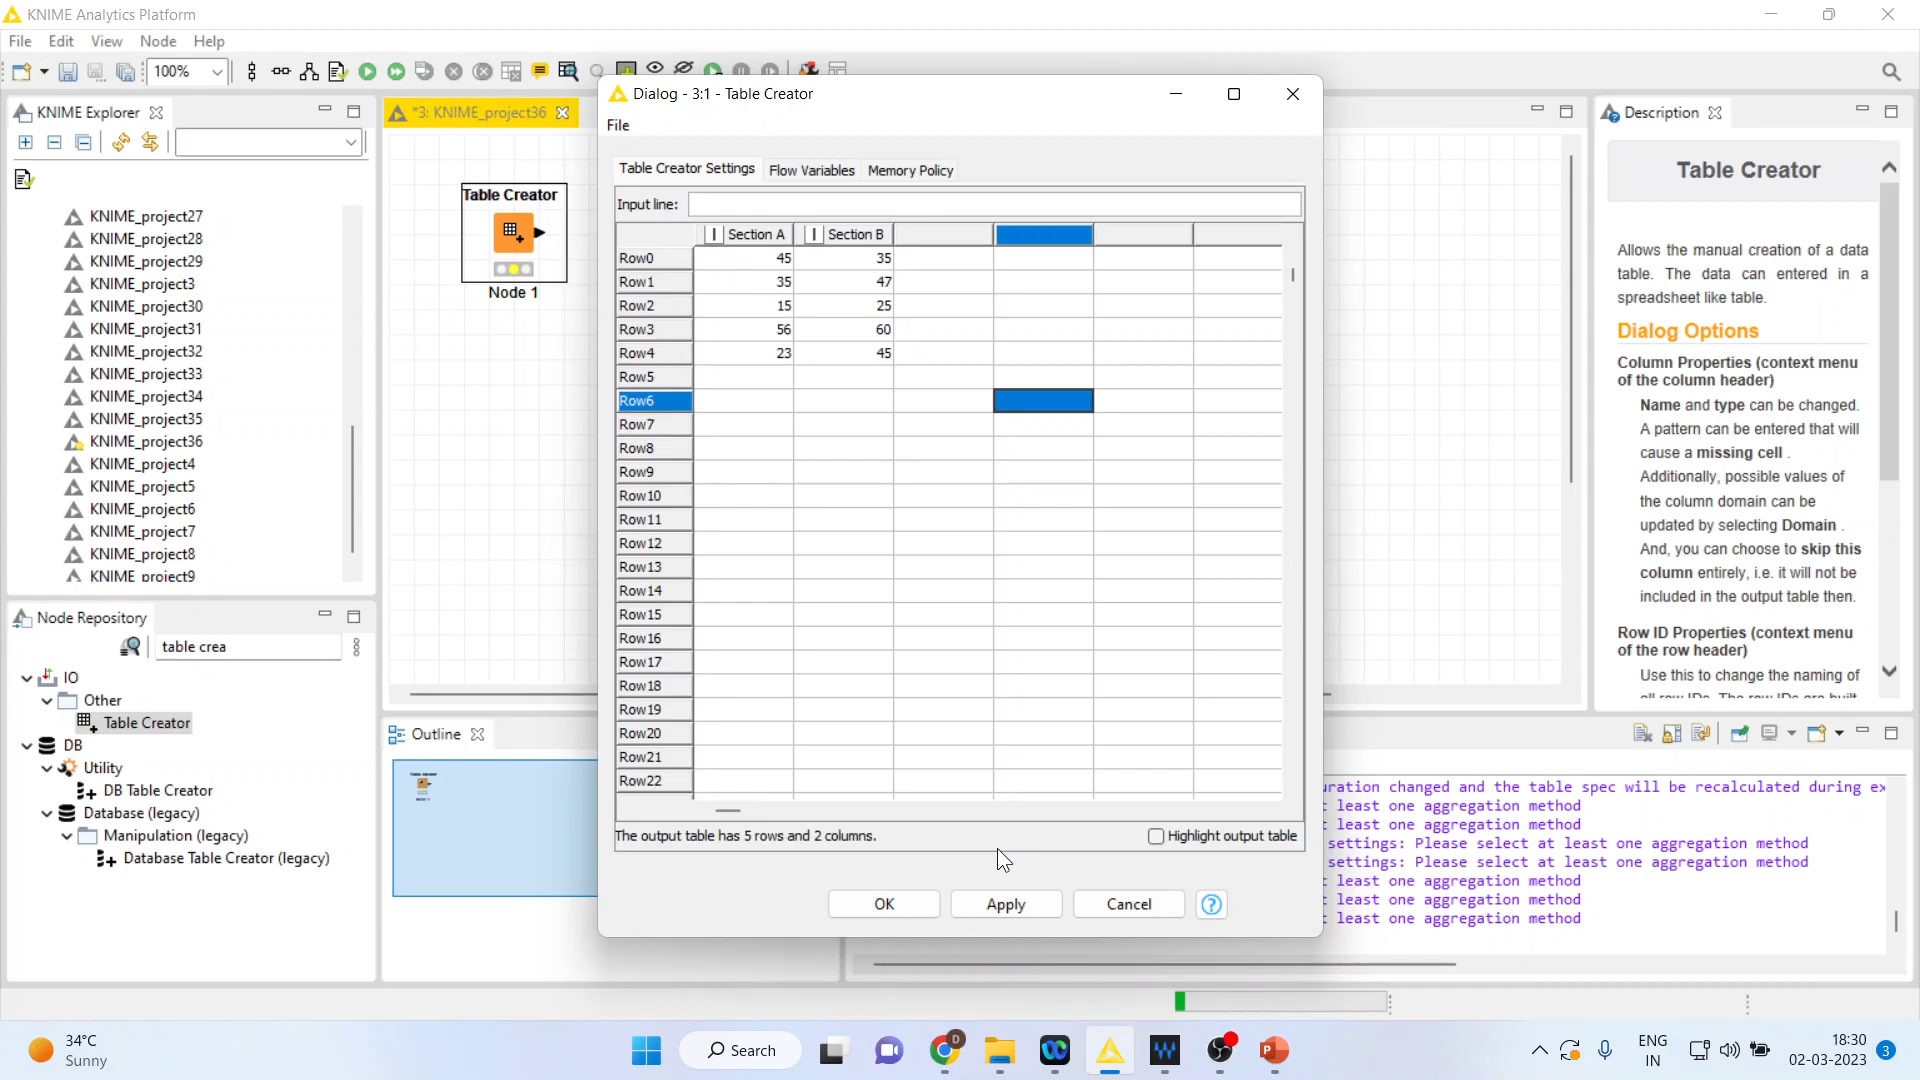 KNIME Analytics Platform
File Edit View Node Help
100%
KNIME Explorer
KNIME_project27
KNIME_project28
KNIME_project29
KNIME_project3
KNIME_project30
KNIME_project31
KNIME_project32
KNIME_project33
KNIME_project34
KNIME_project35
KNIME_project36
KNIME_project4
KNIME_project5
KNIME_project6
KNIME_project7
KNIME_project8
KNIME_project9
Node Repository
table crea
IO
Other
Table Creator
DB
Utility
DB Table Creator
Database (legacy)
Manipulation (legacy)
Database Table Creator (legacy)
*3: KNIME_project36
Table Creator
Node 1
Outline
Dialog - 3:1 - Table Creator
File
Table Creator Settings Flow Variables Memory Policy
Input line:
Section A Section B
Row0 45 35
Row1 35 47
Row2 15 25
Row3 56 60
Row4 23 45
Row5
Row6
Row7
Row8
Row9
Row10
Row11
Row12
Row13
Row14
Row15
Row16
Row17
Row18
Row19
Row20
Row21
Row22
The output table has 5 rows and 2 columns. Highlight output table
OK Apply Cancel
Description
Table Creator
Allows the manual creation of a data
table. The data can entered in a
spreadsheet like table.
Dialog Options
Column Properties (context menu
of the column header)
Name and type can be changed.
A pattern can be entered that will
cause a missing cell .
Additionally, possible values of
the column domain can be
updated by selecting Domain .
And, you can choose to skip this
column entirely, i.e. it will not be
included in the output table then.
Row ID Properties (context menu
of the row header)
Use this to change the naming of
all row IDs. The row IDs are built
uration changed and the table spec will be recalculated during ex
t least one aggregation method
t least one aggregation method
settings: Please select at least one aggregation method
settings: Please select at least one aggregation method
t least one aggregation method
t least one aggregation method
t least one aggregation method
34°C
Sunny
Search
D
ENG
IN
18:30
02-03-2023
3